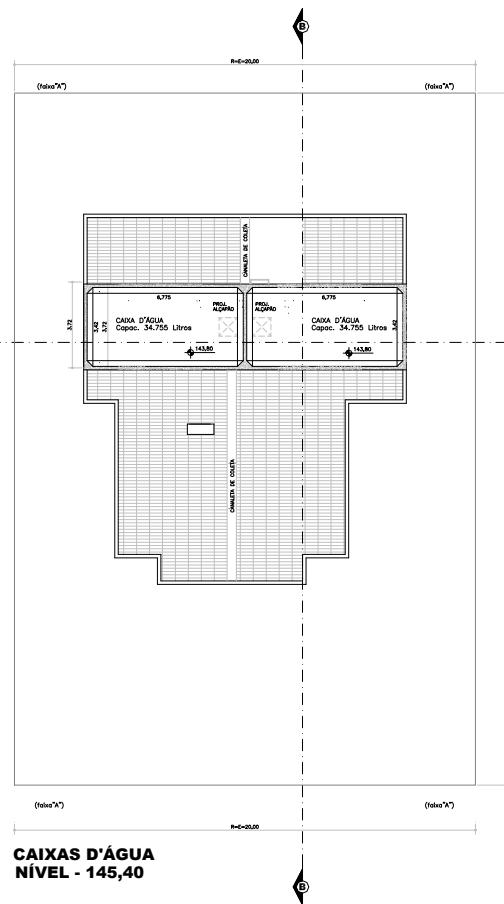 B
R=E=20,00
(faixa"A")
(faixa"A")
CANALETA DE COLETA
6,775
6,775
PROJ.
ALÇAPÃO
PROJ.
ALÇAPÃO
CAIXA D'ÁGUA
Capac. 34.755 Litros
CAIXA D'ÁGUA
Capac. 34.755 Litros
3,72
3,42
3,72
3,42
143,80
143,80
CANALETA DE COLETA
(faixa"A")
(faixa"A")
R=E=20,00
CAIXAS D'ÁGUA
NÍVEL - 145,40
B